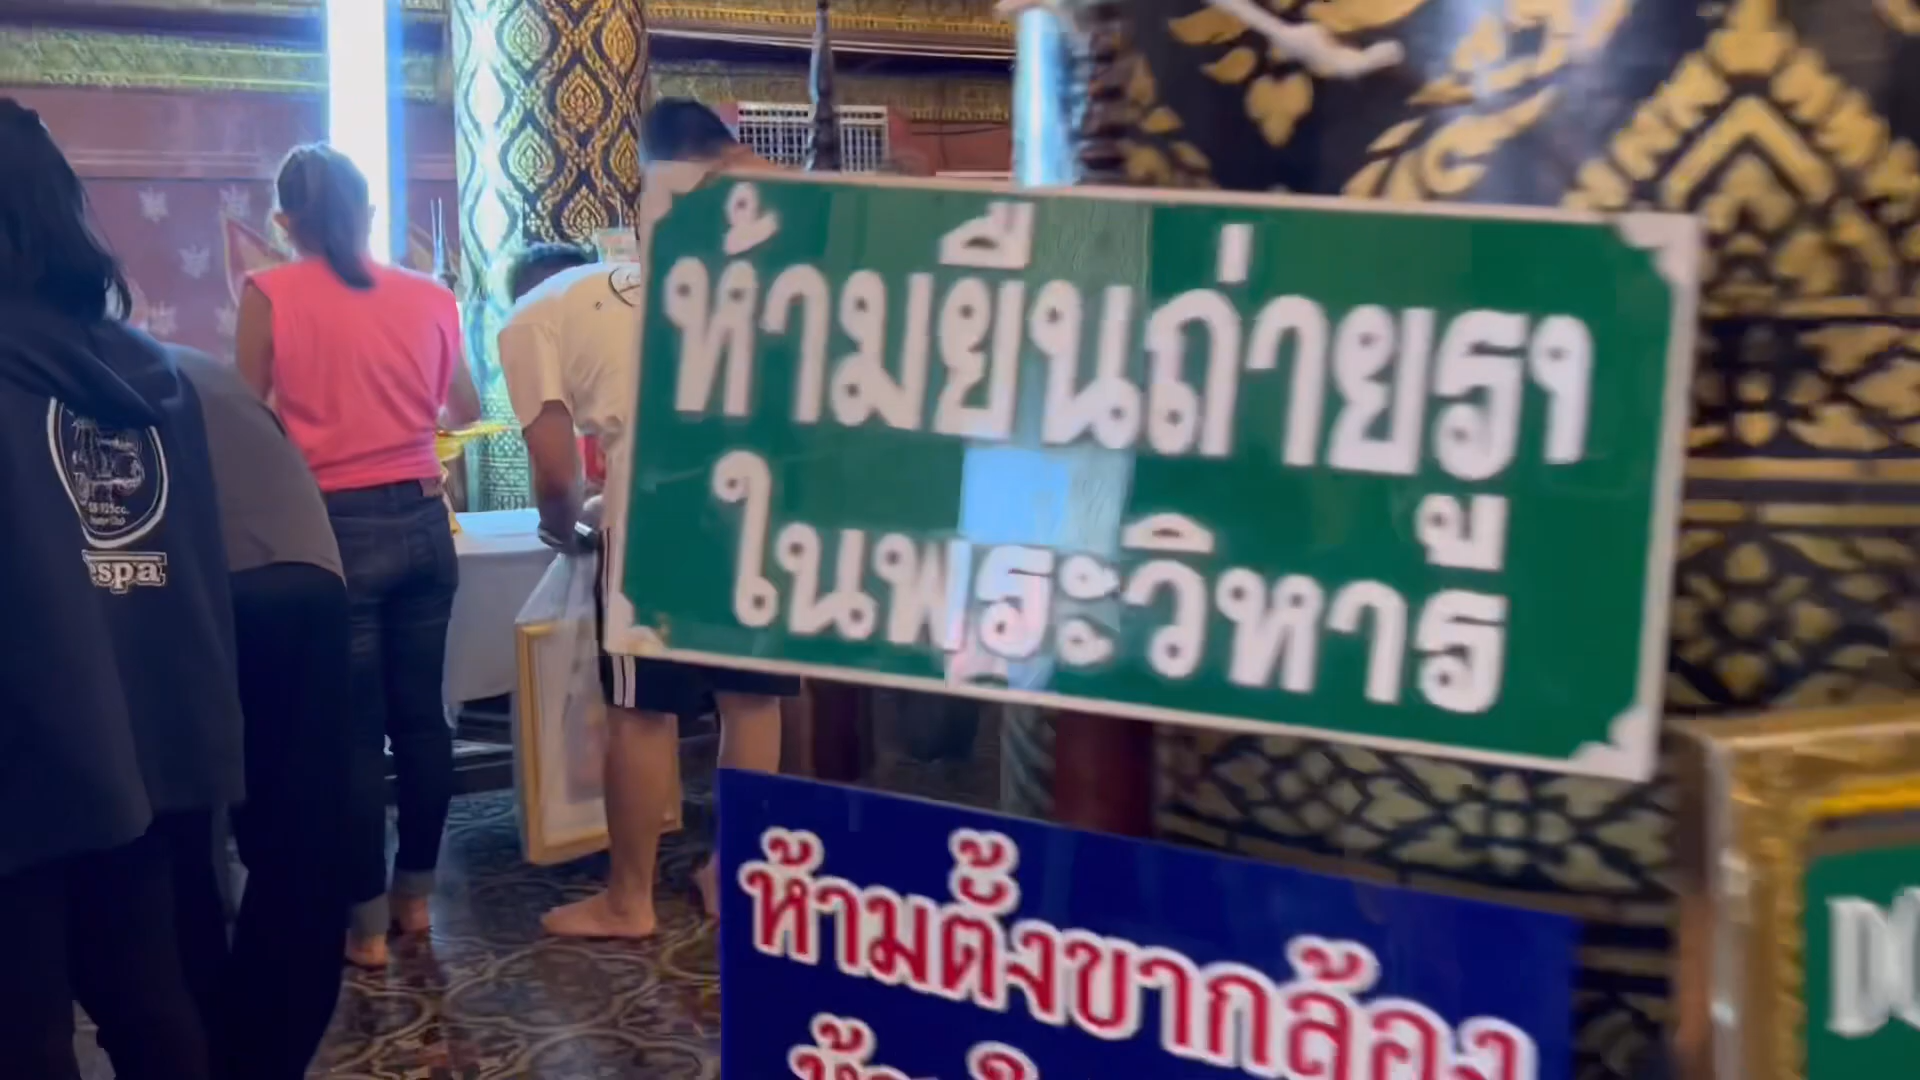 ห้ามยืนถ่ายรูป
ในพระวิหาร
ห้ามตั้งขากล้อง
espa